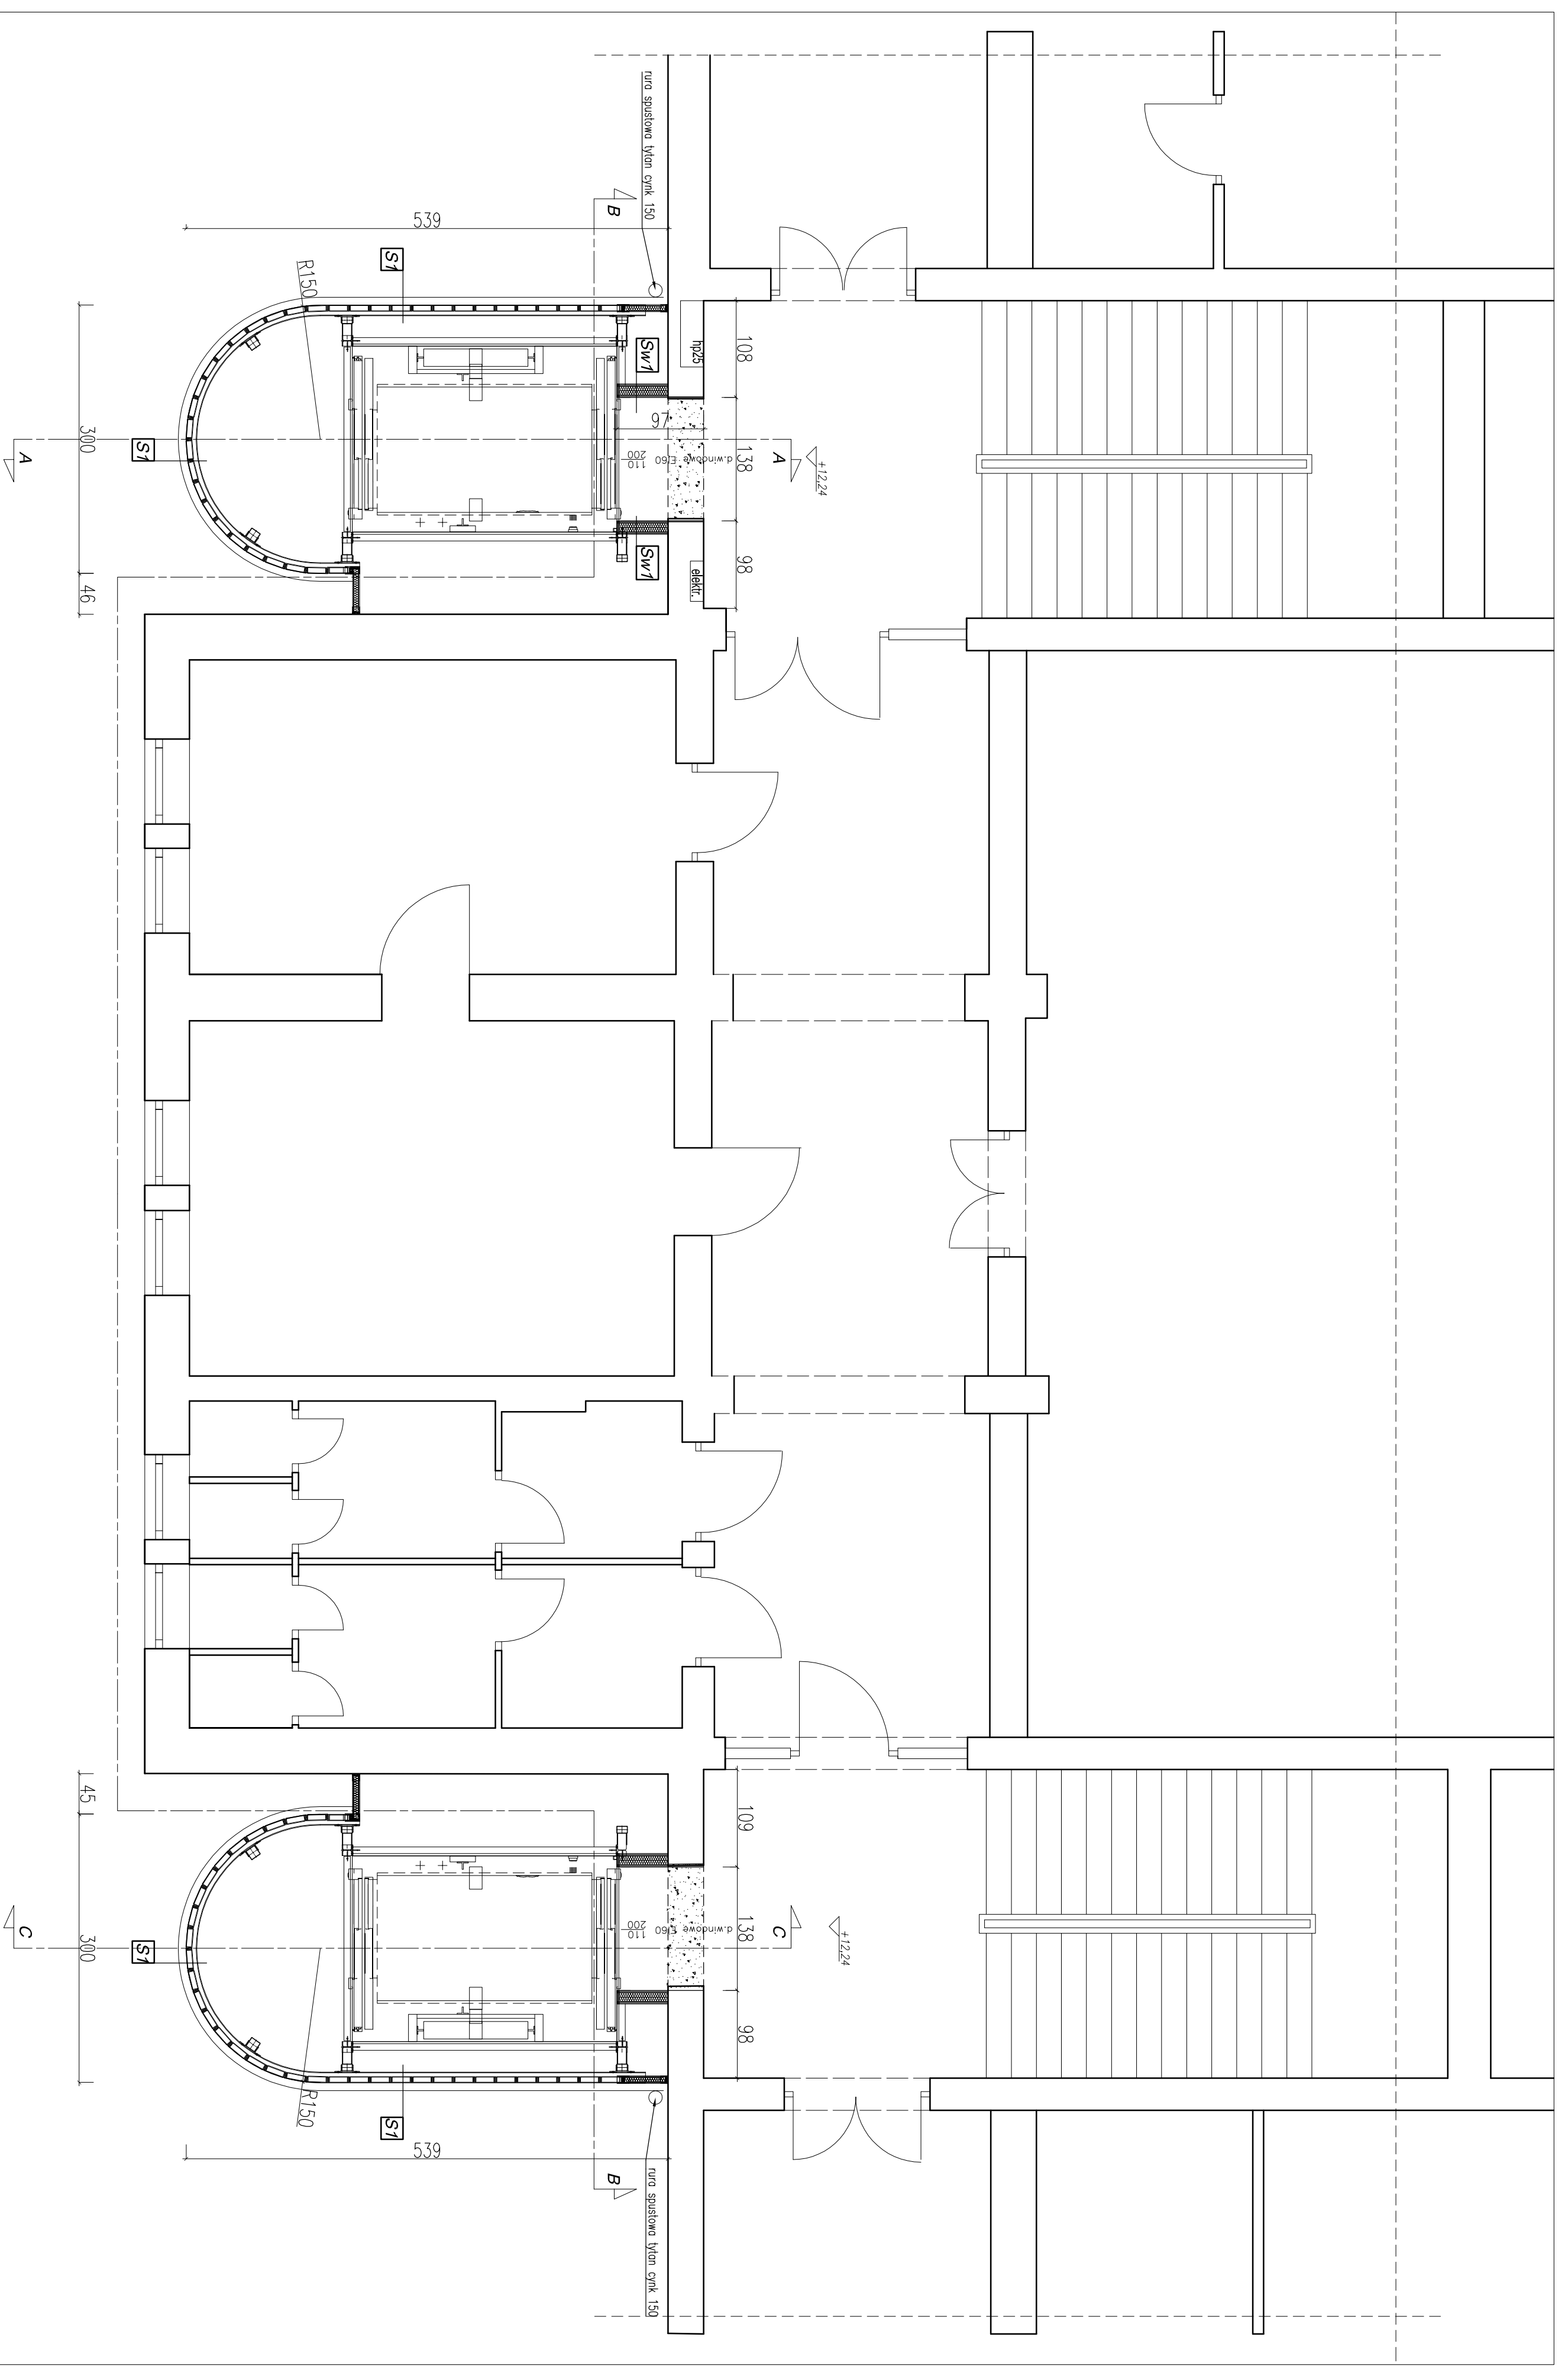 rura spustowa tytan cynk 150
B
539
S1
R150
hp25
108
Sw1
97
138
d.windowe EI60
110
200
A
+12,24
A
300
S1
Sw1
98
elektr.
46
45
109
138
d.windowe EI60
110
200
C
+12,24
C
300
S1
98
R150
S1
539
B
rura spustowa tytan cynk 150